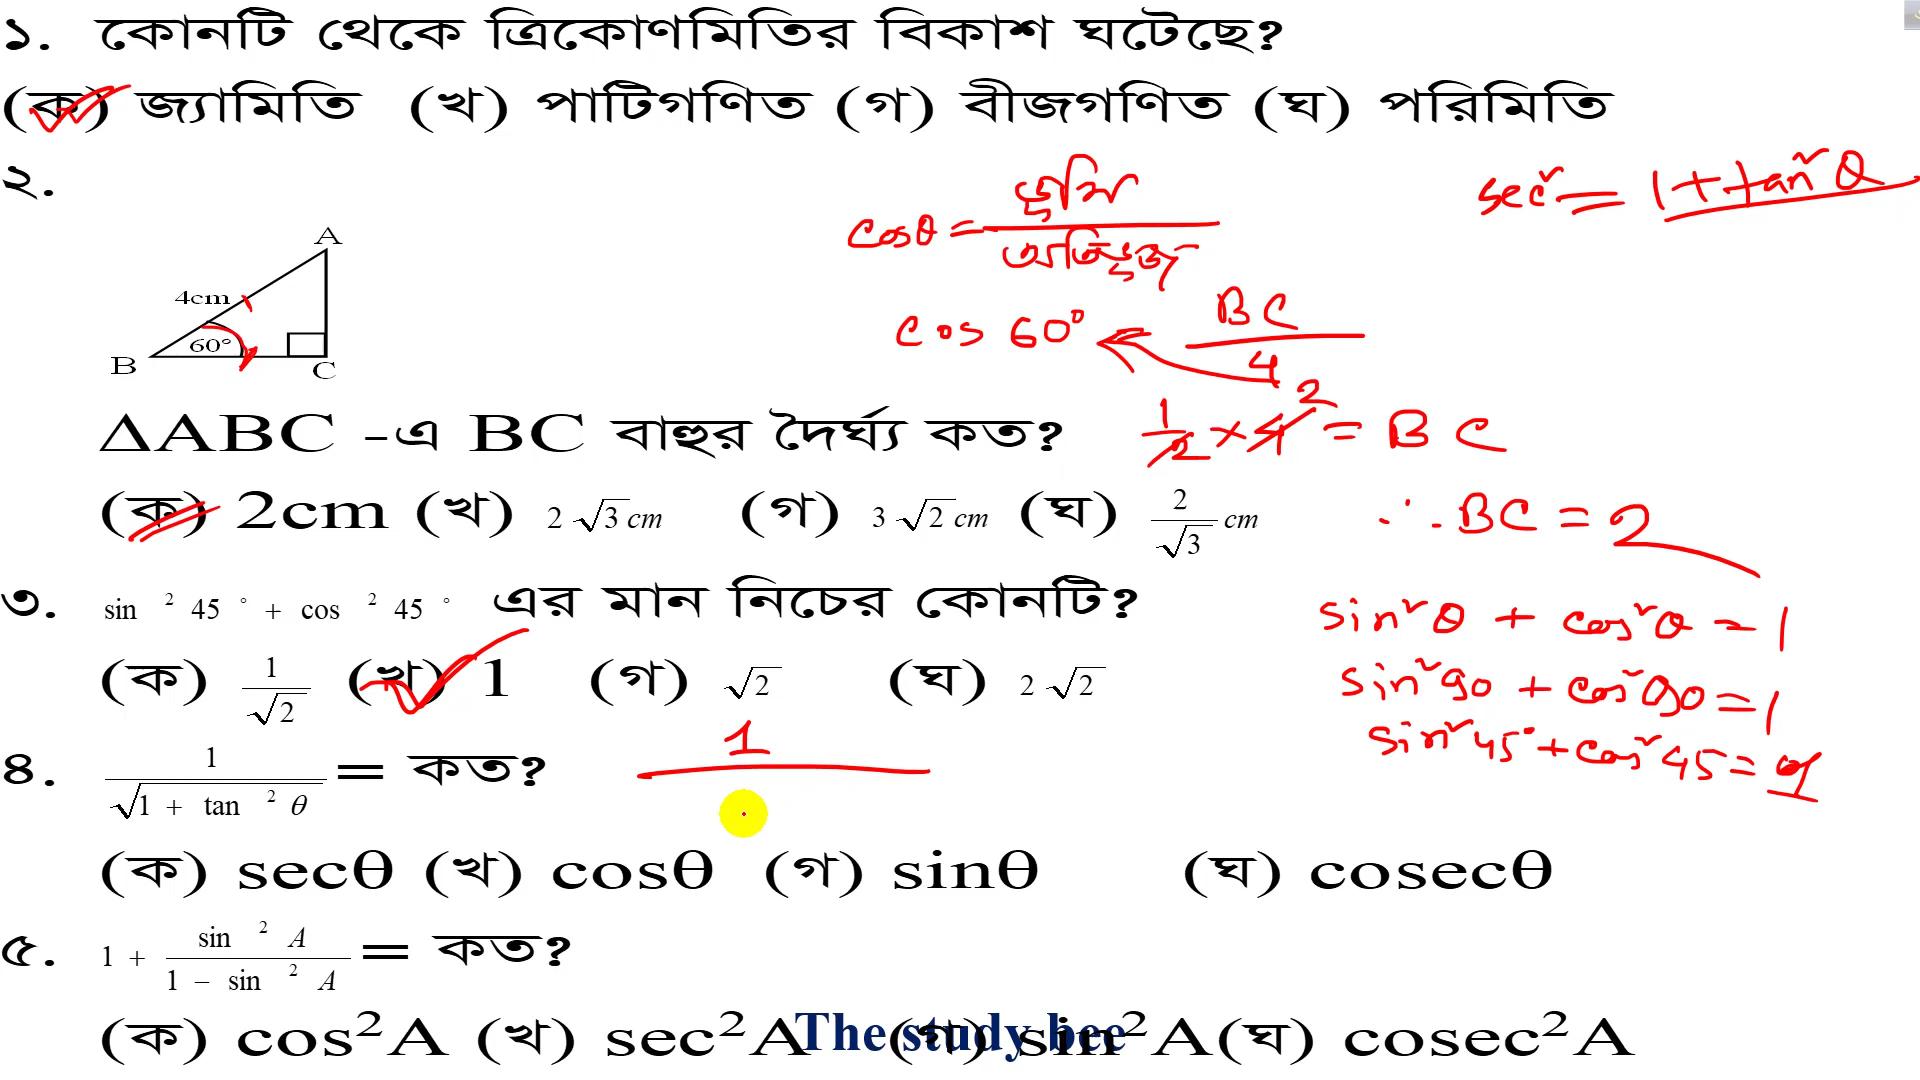 ১. কোনটি থেকে ত্রিকোণমিতির বিকাশ ঘটেছে?
(ক) জ্যামিতি (খ) পাটিগণিত (গ) বীজগণিত (ঘ) পরিমিতি
২.
sec² = 1 + tan² θ
cosθ = ভূমি / অতিভুজ
A
4cm
60°
B
C
cos 60° = BC / 4
ΔABC -এ BC বাহুর দৈর্ঘ্য কত?
1/2 × 4 2 = BC
(ক) 2cm (খ) 2√3 cm (গ) 3√2 cm (ঘ) 2/√3 cm
∴ BC = 2
৩. sin² 45° + cos² 45° এর মান নিচের কোনটি?
sin²θ + cos²θ = 1
(ক) 1/√2 (খ) 1 (গ) √2 (ঘ) 2√2
sin²90 + cos²90 = 1
sin²45° + cos²45 = 1
৪. 1/√(1 + tan² θ) = কত?
1
(ক) secθ (খ) cosθ (গ) sinθ (ঘ) cosecθ
৫. 1 + sin² A/(1 − sin² A) = কত?
(ক) cos²A (খ) sec²A (গ) sin²A (ঘ) cosec²A
The study bee